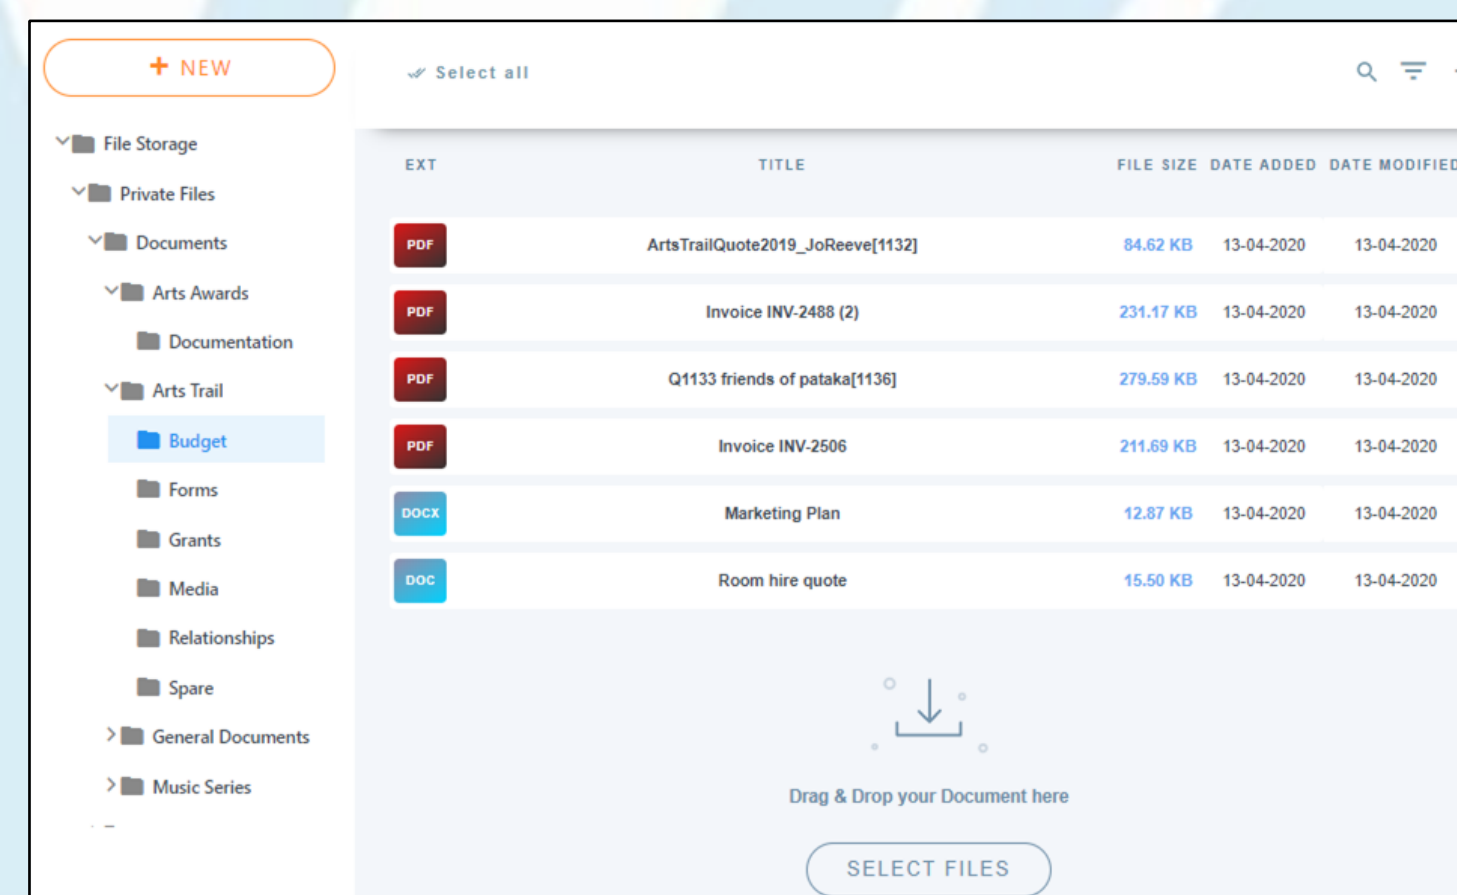 + NEW
Select all
File Storage
Private Files
Documents
Arts Awards
Documentation
Arts Trail
Budget
Forms
Grants
Media
Relationships
Spare
General Documents
Music Series
EXT TITLE FILE SIZE DATE ADDED DATE MODIFIED
PDF ArtsTrailQuote2019_JoReeve[1132] 84.62 KB 13-04-2020 13-04-2020
PDF Invoice INV-2488 (2) 231.17 KB 13-04-2020 13-04-2020
PDF Q1133 friends of pataka[1136] 279.59 KB 13-04-2020 13-04-2020
PDF Invoice INV-2506 211.69 KB 13-04-2020 13-04-2020
DOCX Marketing Plan 12.87 KB 13-04-2020 13-04-2020
DOC Room hire quote 15.50 KB 13-04-2020 13-04-2020
Drag & Drop your Document here
SELECT FILES